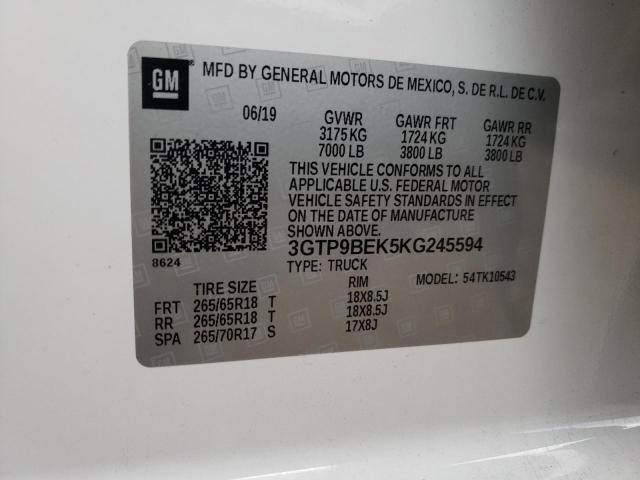 GM
MFD BY GENERAL MOTORS DE MEXICO, S. DE R.L. DE C.V.
06/19 GVWR GAWR FRT GAWR RR
3175 KG 1724 KG 1724 KG
7000 LB 3800 LB 3800 LB
THIS VEHICLE CONFORMS TO ALL
APPLICABLE U.S. FEDERAL MOTOR
VEHICLE SAFETY STANDARDS IN EFFECT
ON THE DATE OF MANUFACTURE
SHOWN ABOVE.
3GTP9BEK5KG245594
8624
TYPE: TRUCK MODEL: 54TK10543
TIRE SIZE RIM
FRT 265/65R18 T 18X8.5J
RR 265/65R18 T 18X8.5J
SPA 265/70R17 S 17X8J